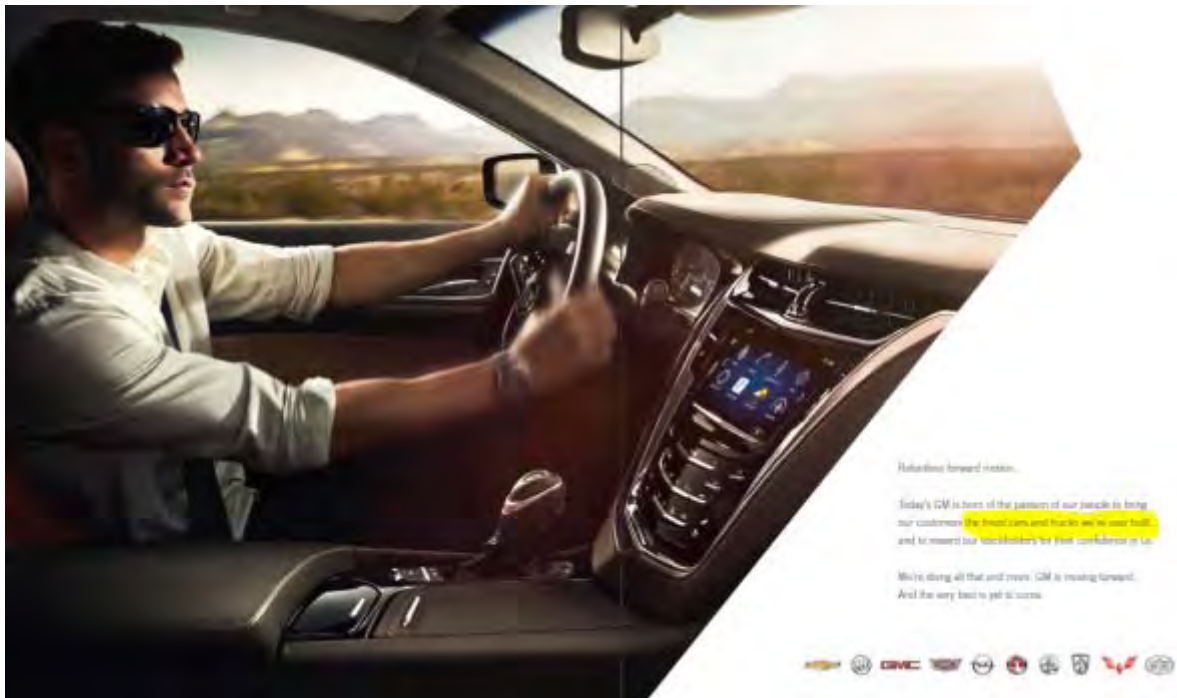 Relentless forward motion.
Today's GM is born of the passion of our people to bring
our customers the finest cars and trucks we've ever built
and to reward our stockholders for their confidence in us.
We're doing all that and more. GM is moving forward.
And the very best is yet to come.
GMC